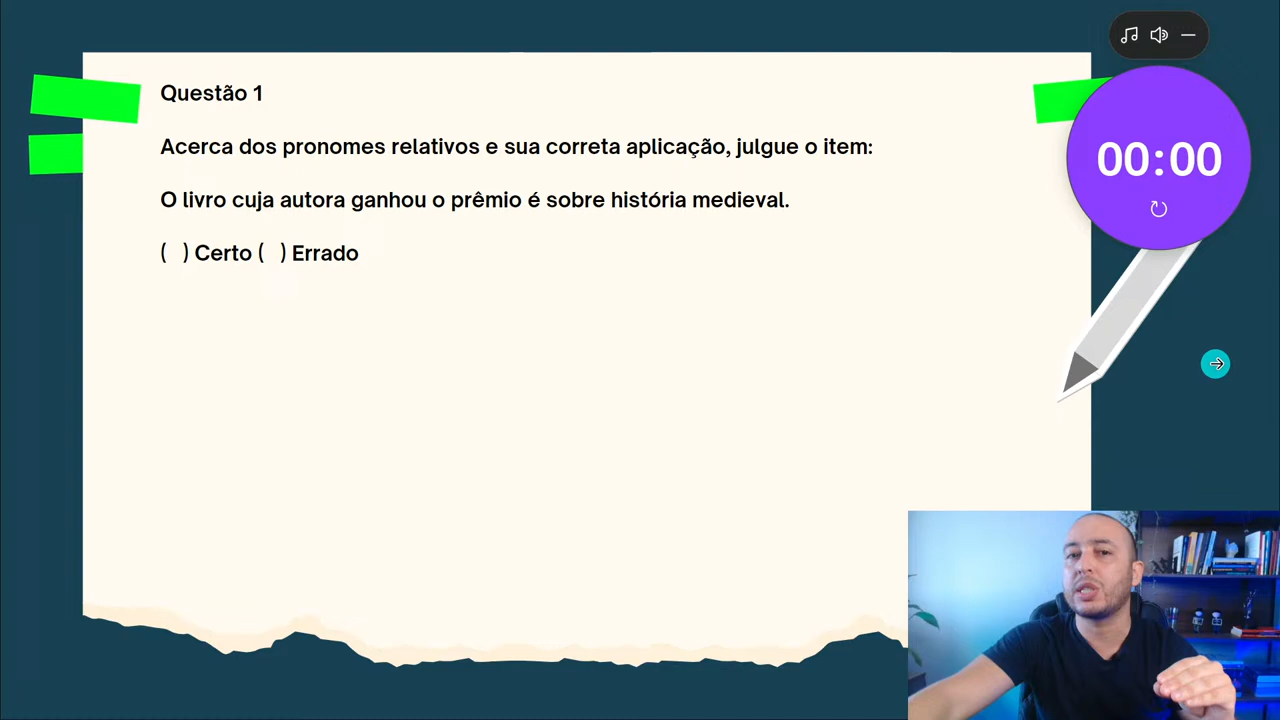 Questão 1
Acerca dos pronomes relativos e sua correta aplicação, julgue o item:
O livro cuja autora ganhou o prêmio é sobre história medieval.
(  ) Certo (  ) Errado
00:00